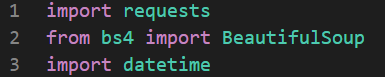 1 import requests
2 from bs4 import BeautifulSoup
3 import datetime